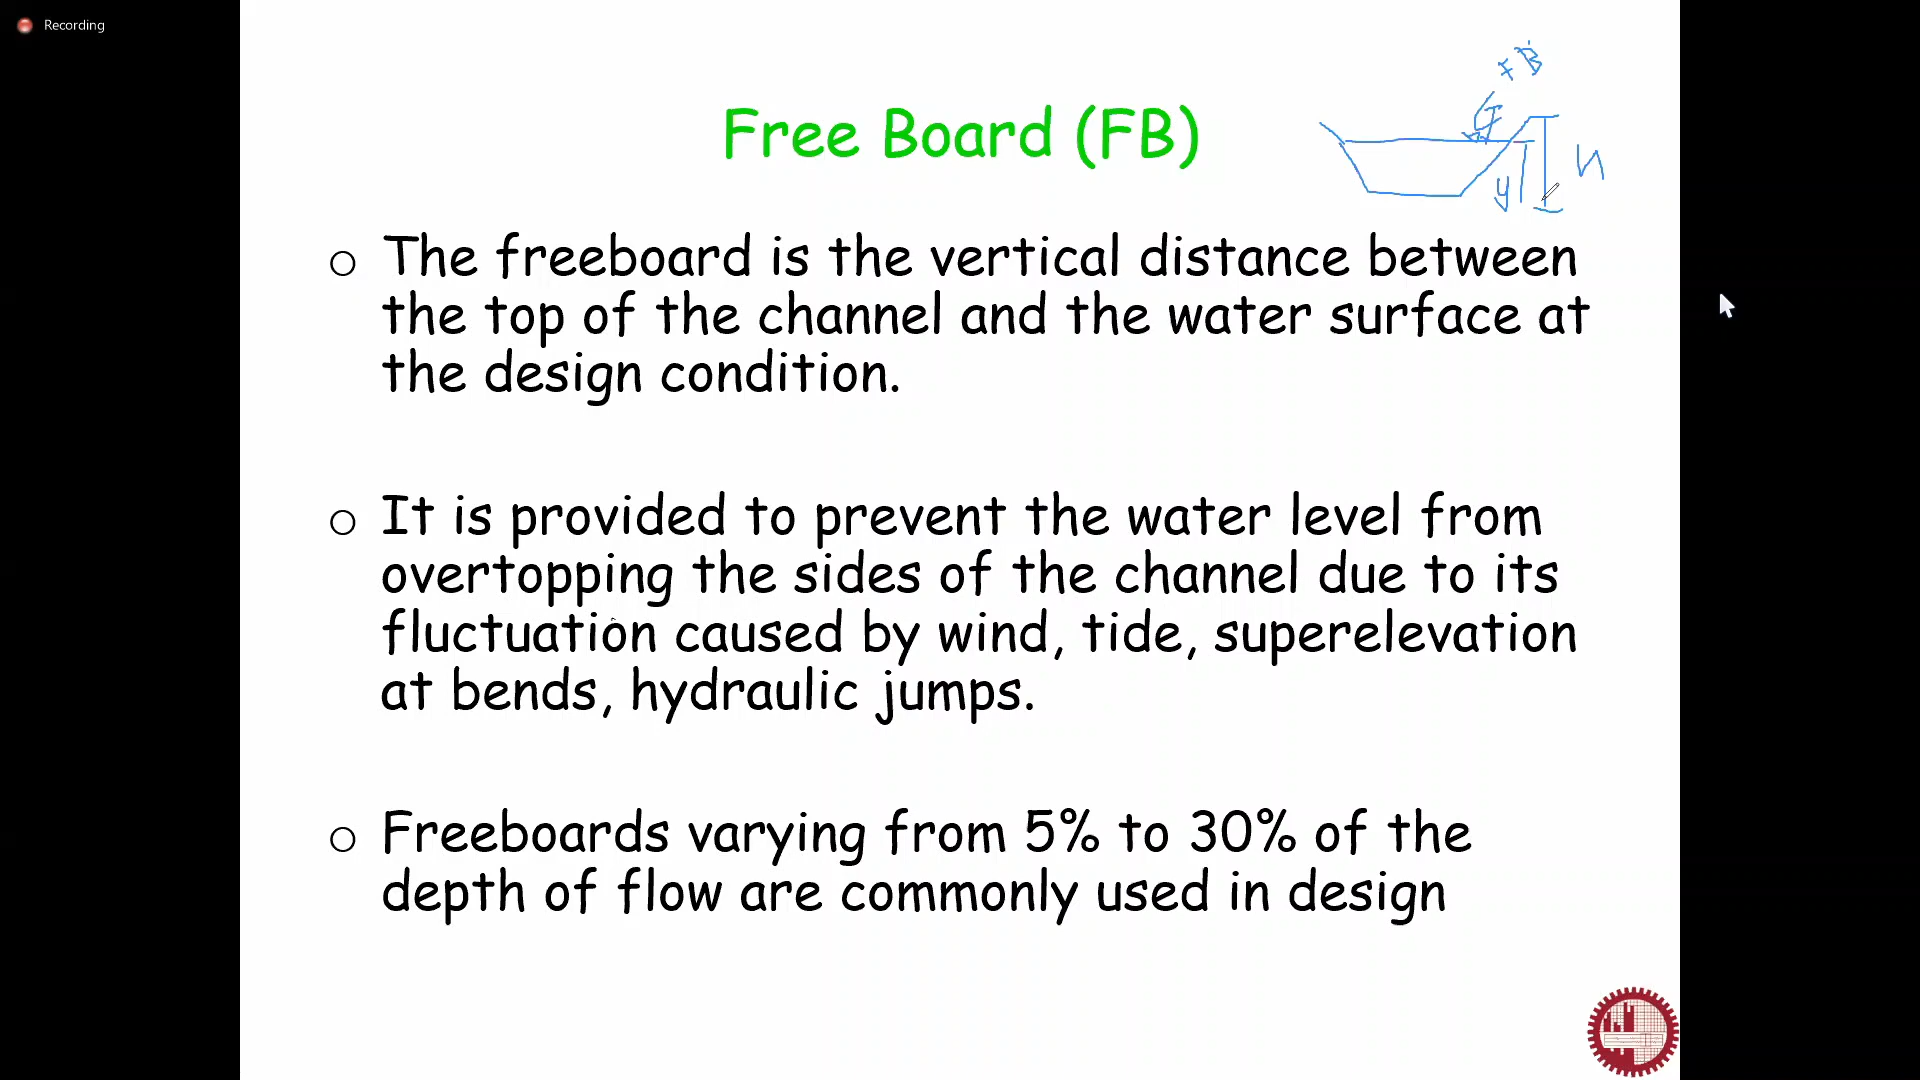 Recording
FB
Free Board (FB)
y
o The freeboard is the vertical distance between
the top of the channel and the water surface at
the design condition.
o It is provided to prevent the water level from
overtopping the sides of the channel due to its
fluctuation caused by wind, tide, superelevation
at bends, hydraulic jumps.
o Freeboards varying from 5% to 30% of the
depth of flow are commonly used in design